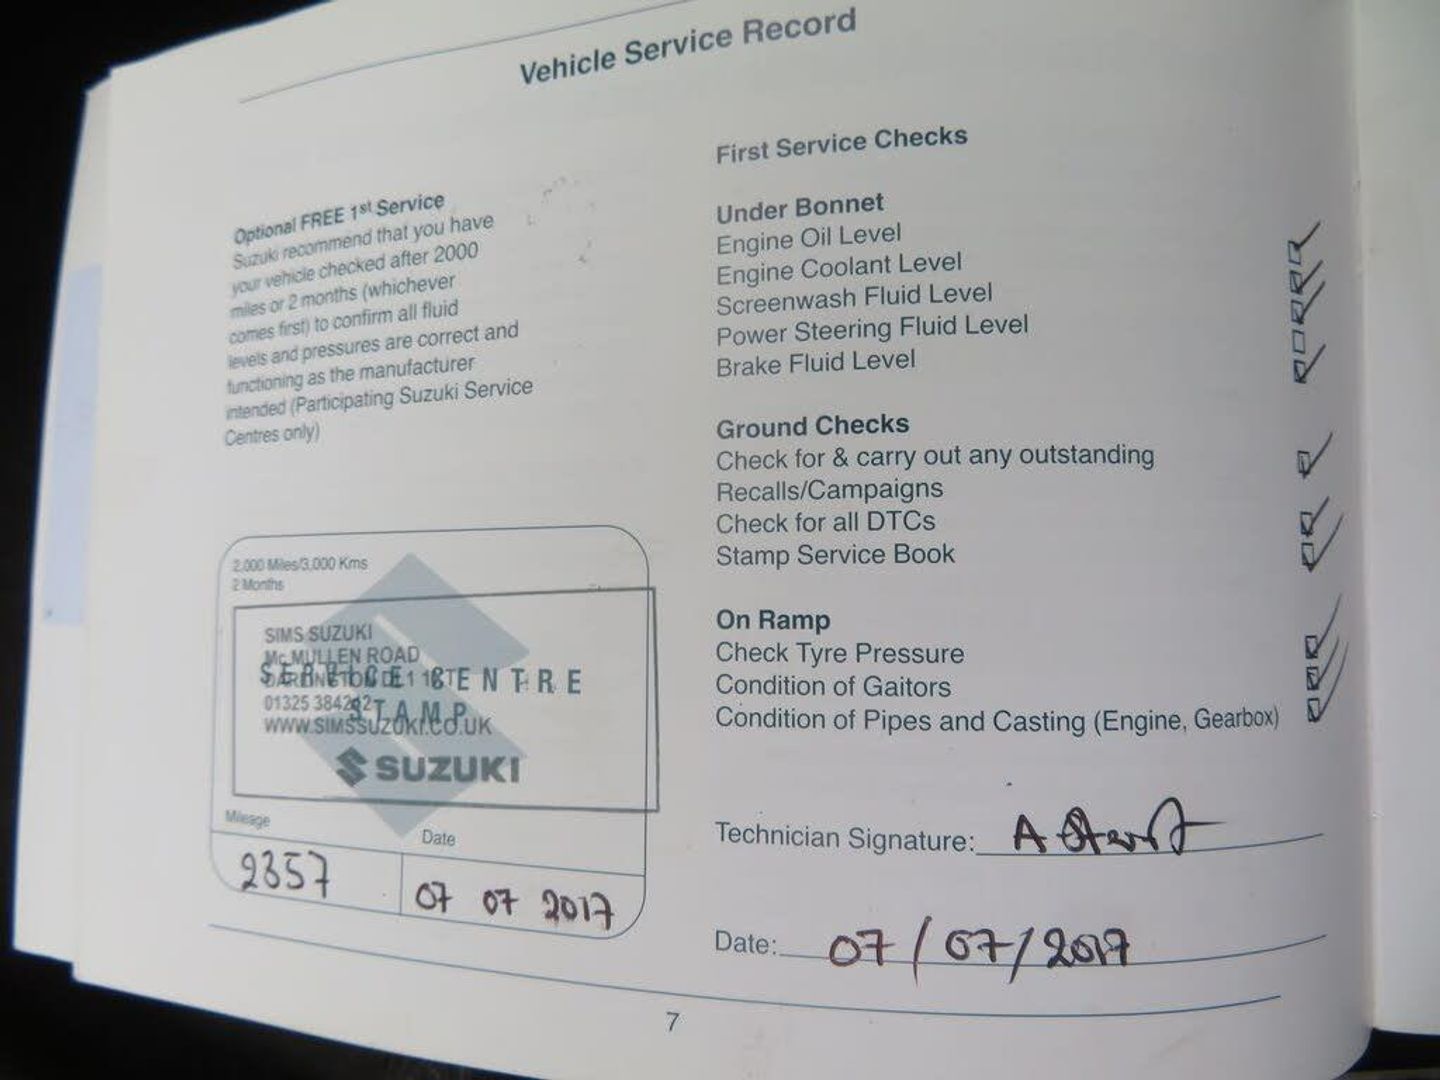 Vehicle Service Record
Optional FREE 1st Service
Suzuki recommend that you have
your vehicle checked after 2000
miles or 2 months (whichever
comes first) to confirm all fluid
levels and pressures are correct and
functioning as the manufacturer
intended (Participating Suzuki Service
Centres only)
2,000 Miles/3,000 Kms
2 Months
SIMS SUZUKI
Mc MULLEN ROAD
SERVICE CENTRE
DARLINGTON DE1 1
STAMP
01325 384
WWW.SIMSSUZUKI.CO.UK
SUZUKI
Mileage
Date
2357
07 07 2017
First Service Checks
Under Bonnet
Engine Oil Level
Engine Coolant Level
Screenwash Fluid Level
Power Steering Fluid Level
Brake Fluid Level
Ground Checks
Check for & carry out any outstanding
Recalls/Campaigns
Check for all DTCs
Stamp Service Book
On Ramp
Check Tyre Pressure
Condition of Gaitors
Condition of Pipes and Casting (Engine, Gearbox)
Technician Signature: A
Date: 07/07/2017
7